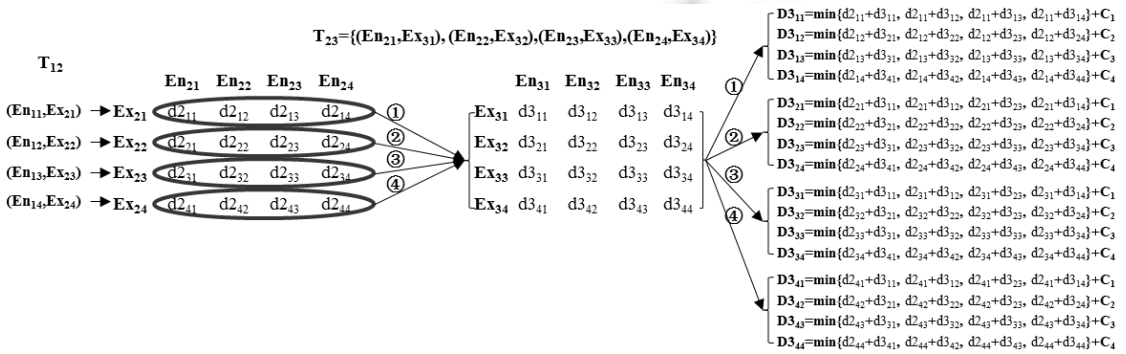 T23={(En21,Ex31), (En22,Ex32),(En23,Ex33),(En24,Ex34)}
T12
En21 En22 En23 En24
(En11,Ex21) Ex21 d211 d212 d213 d214 ①
(En12,Ex22) Ex22 d221 d222 d223 d224 ②
(En13,Ex23) Ex23 d231 d232 d233 d234 ③
(En14,Ex24) Ex24 d241 d242 d243 d244 ④
En31 En32 En33 En34
Ex31 d311 d312 d313 d314
Ex32 d321 d322 d323 d324
Ex33 d331 d332 d333 d334
Ex34 d341 d342 d343 d344
①
D311=min{d211+d311, d211+d312, d211+d313, d211+d314}+C1
D312=min{d212+d321, d212+d322, d212+d323, d212+d324}+C2
D313=min{d213+d331, d213+d332, d213+d333, d213+d334}+C3
D314=min{d214+d341, d214+d342, d214+d343, d214+d344}+C4
②
D321=min{d221+d311, d221+d312, d221+d323, d221+d314}+C1
D322=min{d222+d321, d222+d322, d222+d323, d222+d324}+C2
D323=min{d223+d331, d223+d332, d223+d333, d223+d334}+C3
D324=min{d224+d341, d224+d342, d224+d343, d224+d344}+C4
③
D331=min{d231+d311, d231+d312, d231+d323, d231+d314}+C1
D332=min{d232+d321, d232+d322, d232+d323, d232+d324}+C2
D333=min{d233+d331, d233+d332, d233+d333, d233+d334}+C3
D334=min{d234+d341, d234+d342, d234+d343, d234+d344}+C4
④
D341=min{d241+d311, d241+d312, d241+d323, d241+d314}+C1
D342=min{d242+d321, d242+d322, d242+d323, d242+d324}+C2
D343=min{d243+d331, d243+d332, d243+d333, d243+d334}+C3
D344=min{d244+d341, d244+d342, d244+d343, d244+d344}+C4